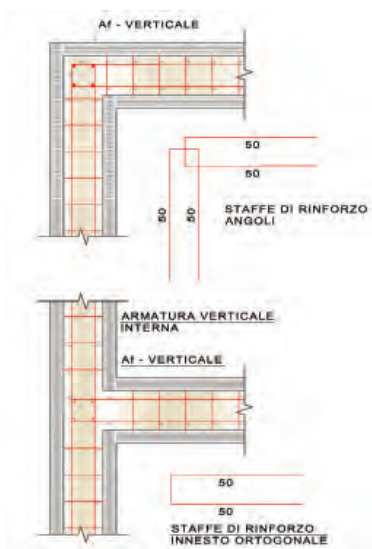 Af - VERTICALE
50
50
50
50
STAFFE DI RINFORZO
ANGOLI
ARMATURA VERTICALE
INTERNA
Af - VERTICALE
50
50
STAFFE DI RINFORZO
INNESTO ORTOGONALE